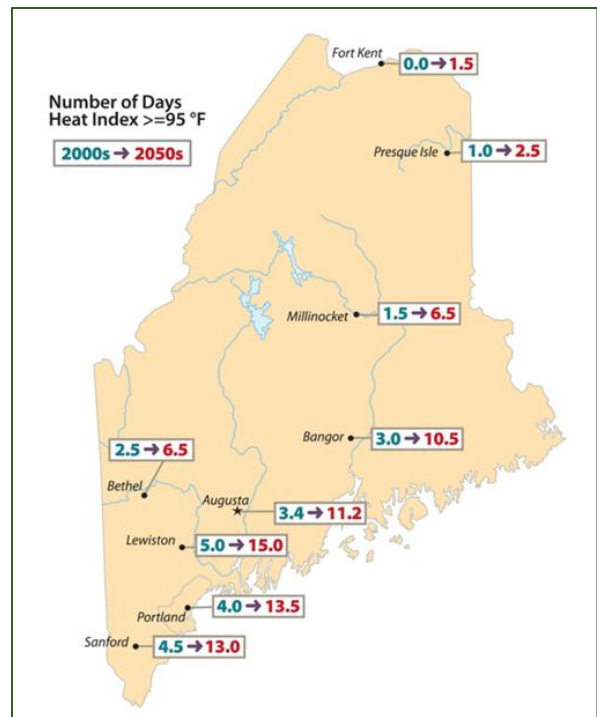 Fort Kent
0.0 → 1.5
Number of Days
Heat Index >=95 °F
2000s → 2050s
Presque Isle
1.0 → 2.5
Millinocket
1.5 → 6.5
Bangor
3.0 → 10.5
2.5 → 6.5
Bethel
Augusta
3.4 → 11.2
Lewiston
5.0 → 15.0
Portland
4.0 → 13.5
Sanford
4.5 → 13.0